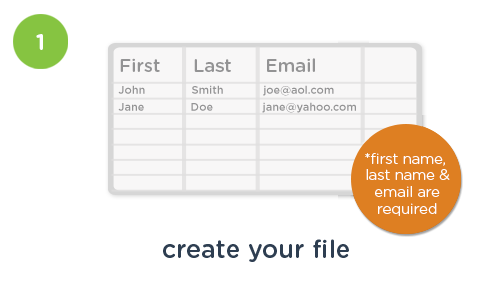 1
First Last Email
John Smith joe@aol.com
Jane Doe jane@yahoo.com
*first name,
last name &
email are
required
create your file